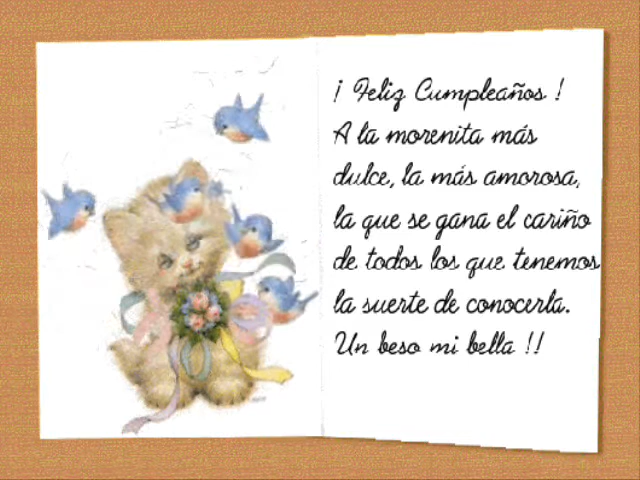 ¡ Feliz Cumpleaños !
A la morenita más
dulce, la más amorosa,
la que se gana el cariño
de todos los que tenemos
la suerte de conocerla.
Un beso mi bella !!